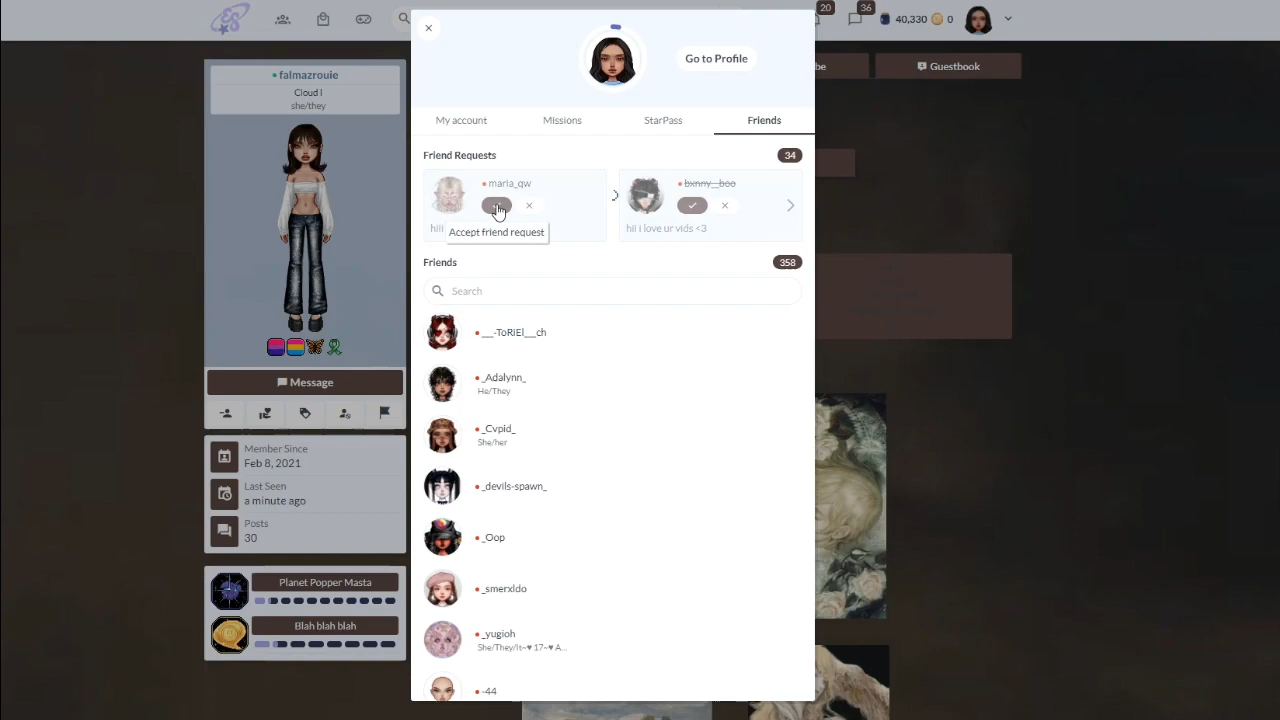 20
36
40,330
0
Go to Profile
My account
Missions
StarPass
Friends
Friend Requests
34
maria_qw
hiii
Accept friend request
bxnny__boo
hii i love ur vids <3
Friends
358
Search
___-ToRiEl___ch
_Adalynn_
He/They
_Cvpid_
She/her
_devils-spawn_
_Oop
_smerxldo
_yugioh
She/They/It~♥ 17~♥ A...
-44
falmazrouie
Cloud I
she/they
Message
Member Since
Feb 8, 2021
Last Seen
a minute ago
Posts
30
Planet Popper Masta
Blah blah blah
be
Guestbook